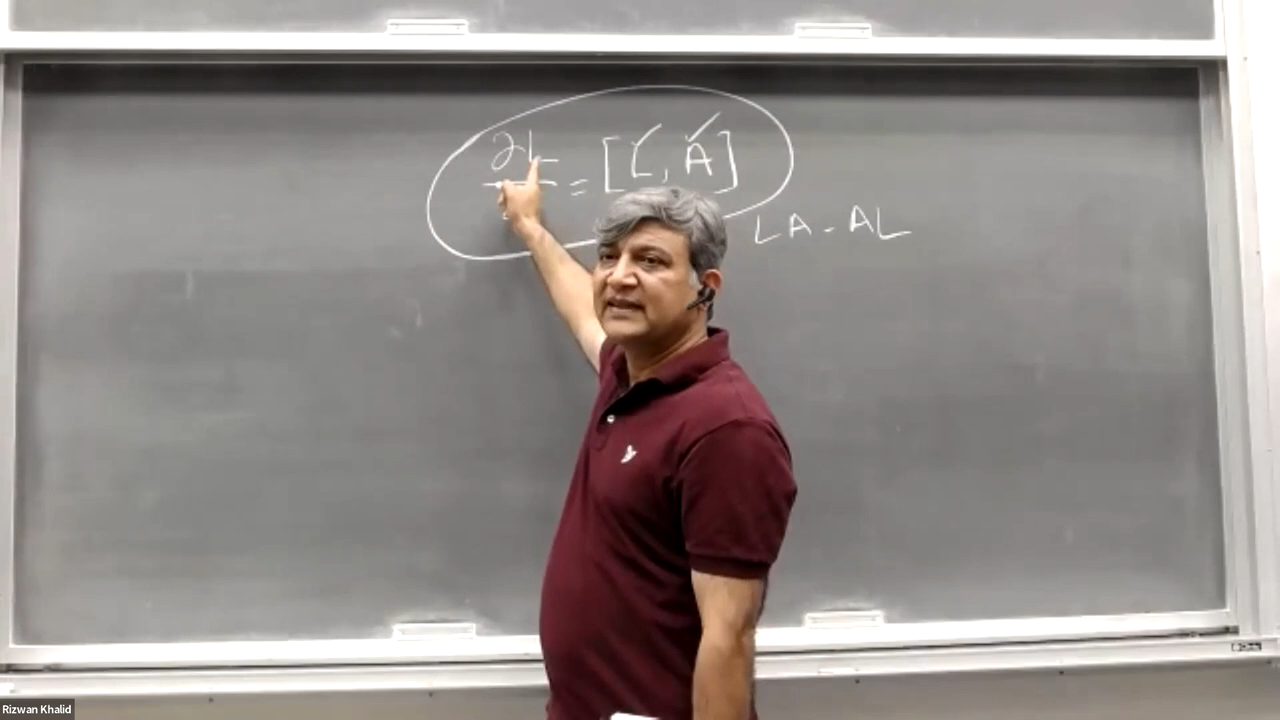 ∂L
= [L, A]
LA - AL
Rizwan Khalid